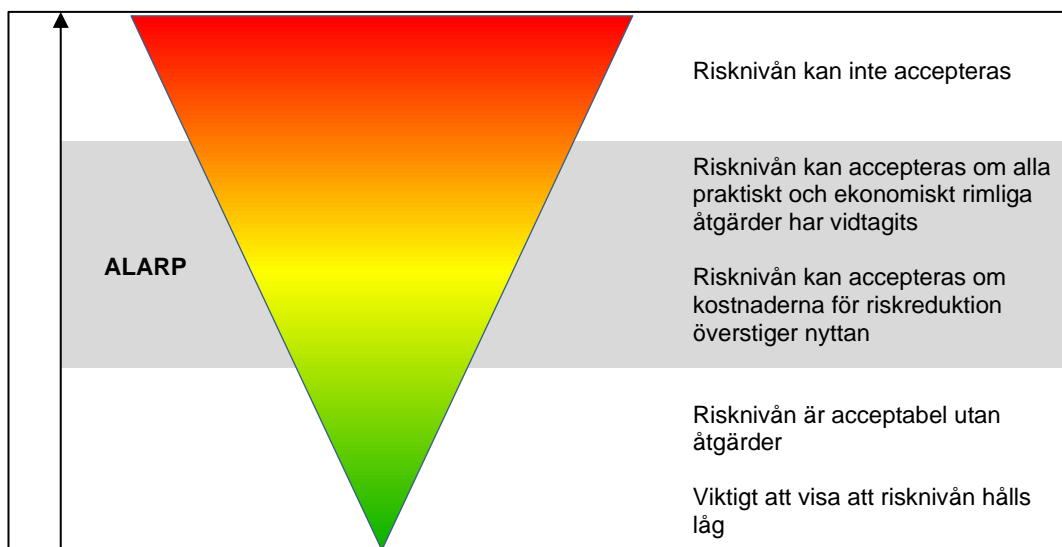 Risknivån kan inte accepteras
Risknivån kan accepteras om alla
praktiskt och ekonomiskt rimliga
åtgärder har vidtagits
ALARP
Risknivån kan accepteras om
kostnaderna för riskreduktion
överstiger nyttan
Risknivån är acceptabel utan
åtgärder
Viktigt att visa att risknivån hålls
låg